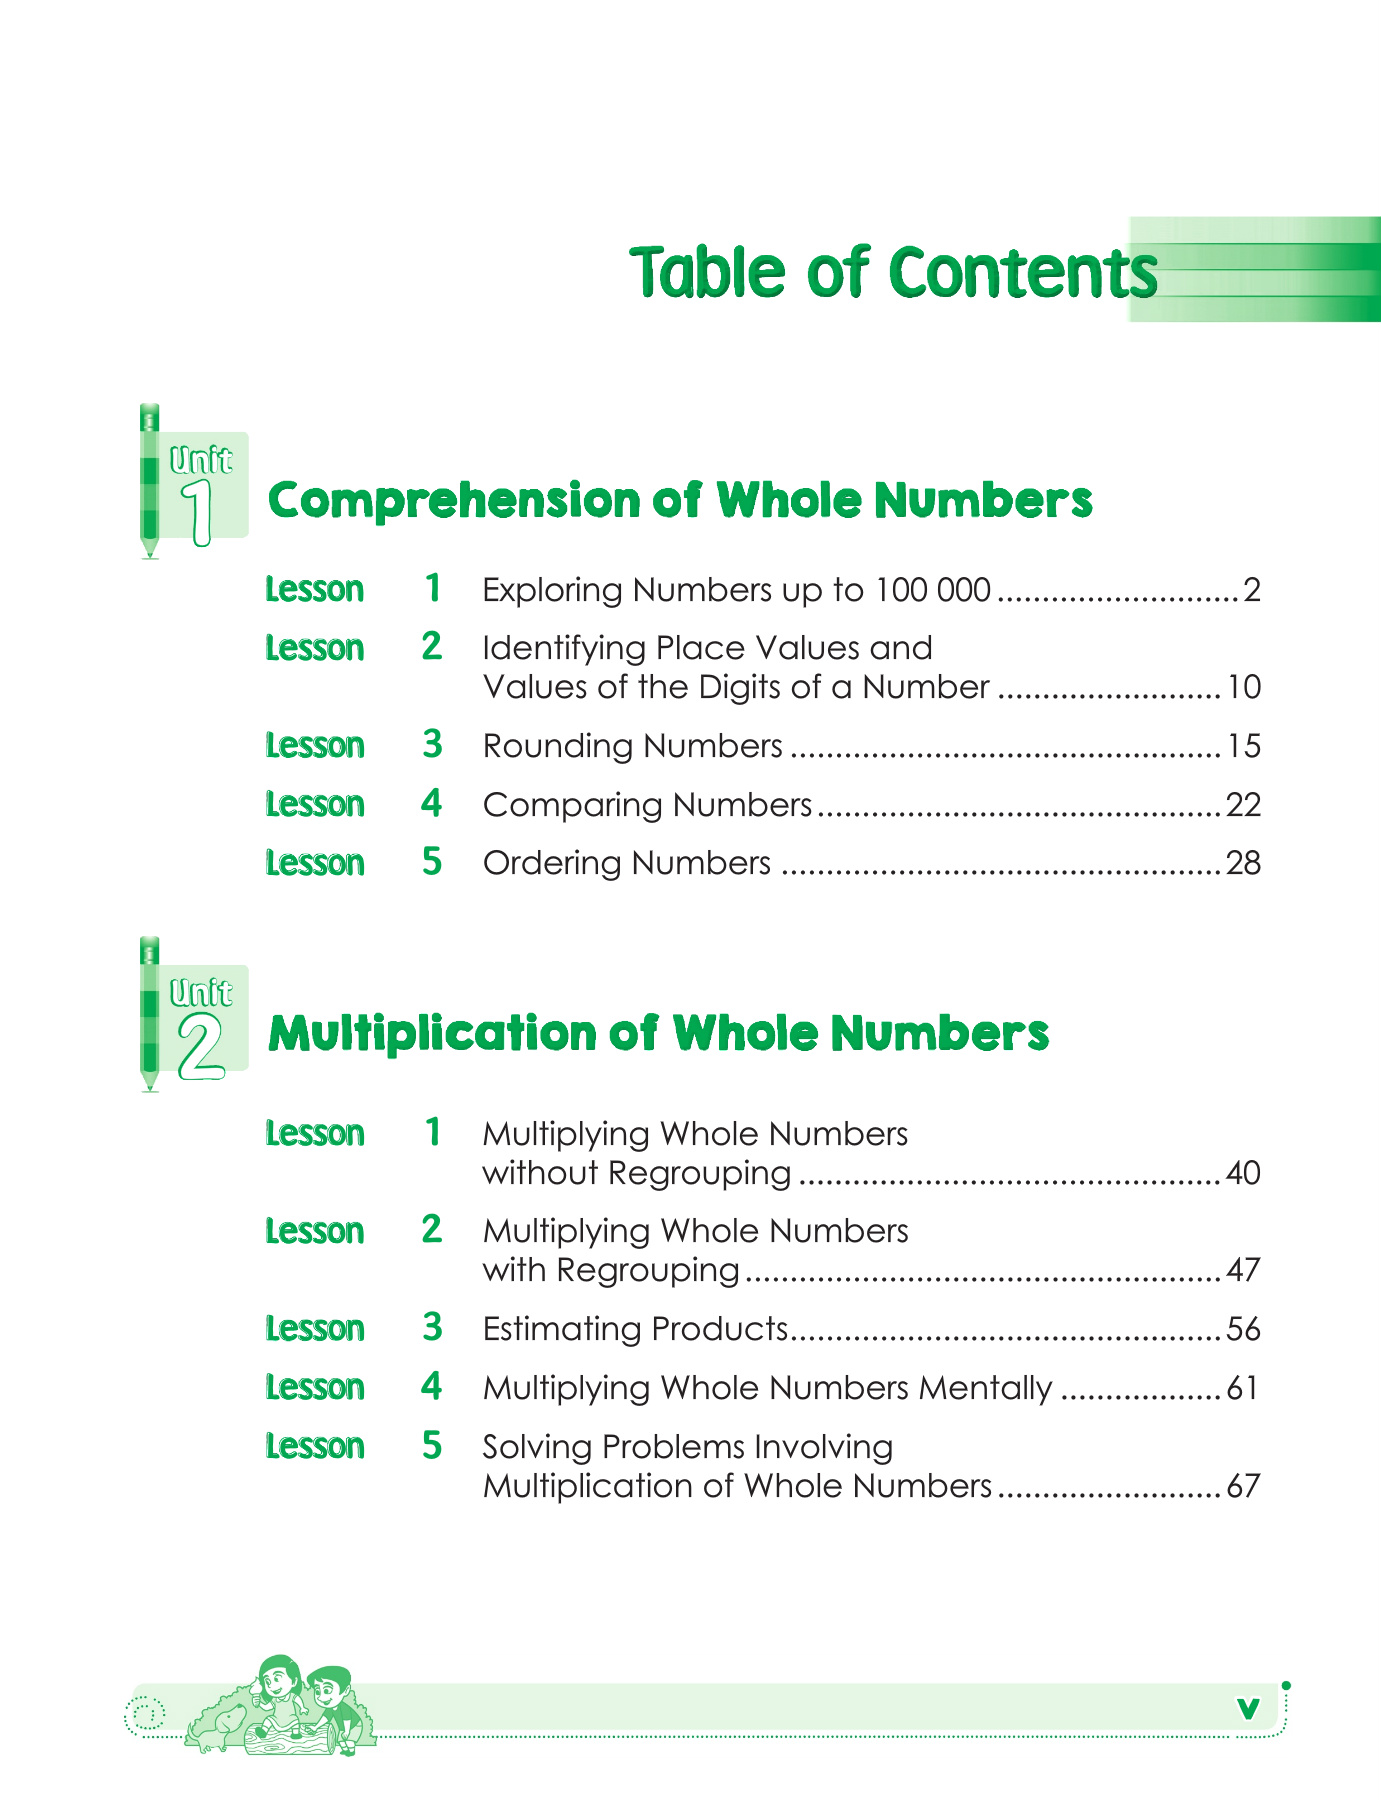 Table of Contents
Unit
1
Comprehension of Whole Numbers
Lesson 1 Exploring Numbers up to 100 000 ........................... 2
Lesson 2 Identifying Place Values and
Values of the Digits of a Number ......................... 10
Lesson 3 Rounding Numbers ................................................ 15
Lesson 4 Comparing Numbers ............................................. 22
Lesson 5 Ordering Numbers ................................................. 28
Unit
2
Multiplication of Whole Numbers
Lesson 1 Multiplying Whole Numbers
without Regrouping ............................................... 40
Lesson 2 Multiplying Whole Numbers
with Regrouping ..................................................... 47
Lesson 3 Estimating Products................................................ 56
Lesson 4 Multiplying Whole Numbers Mentally .................. 61
Lesson 5 Solving Problems Involving
Multiplication of Whole Numbers ......................... 67
v